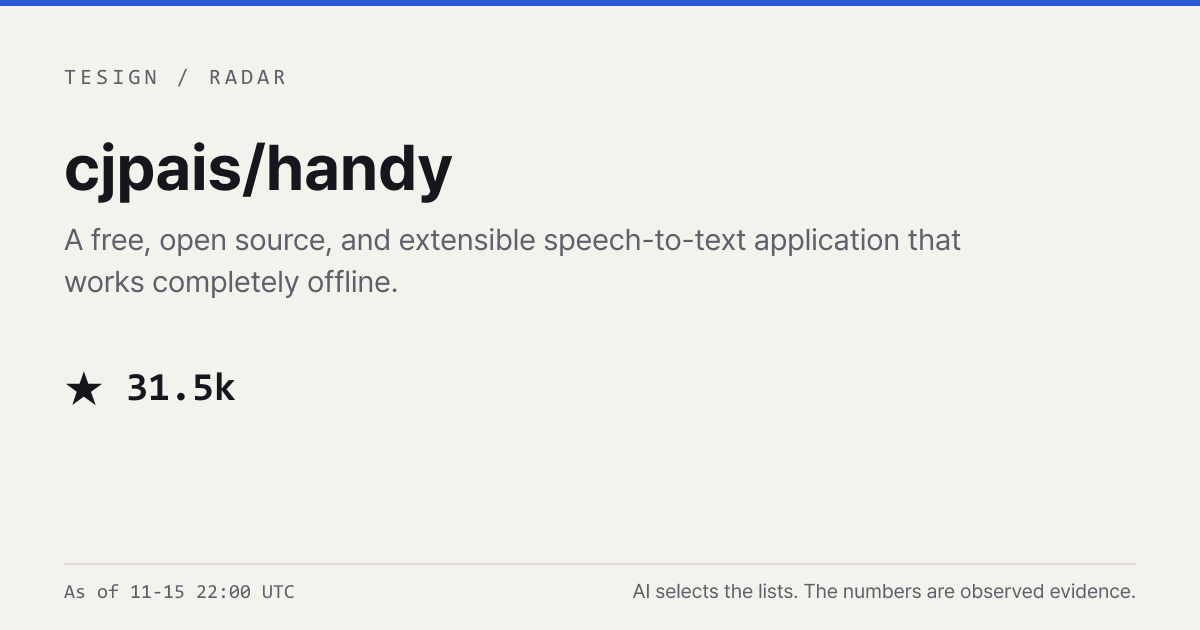 TESIGN / RADAR
cjpais/handy
A free, open source, and extensible speech-to-text application that
works completely offline.
★ 31.5k
As of 11-15 22:00 UTC
AI selects the lists. The numbers are observed evidence.